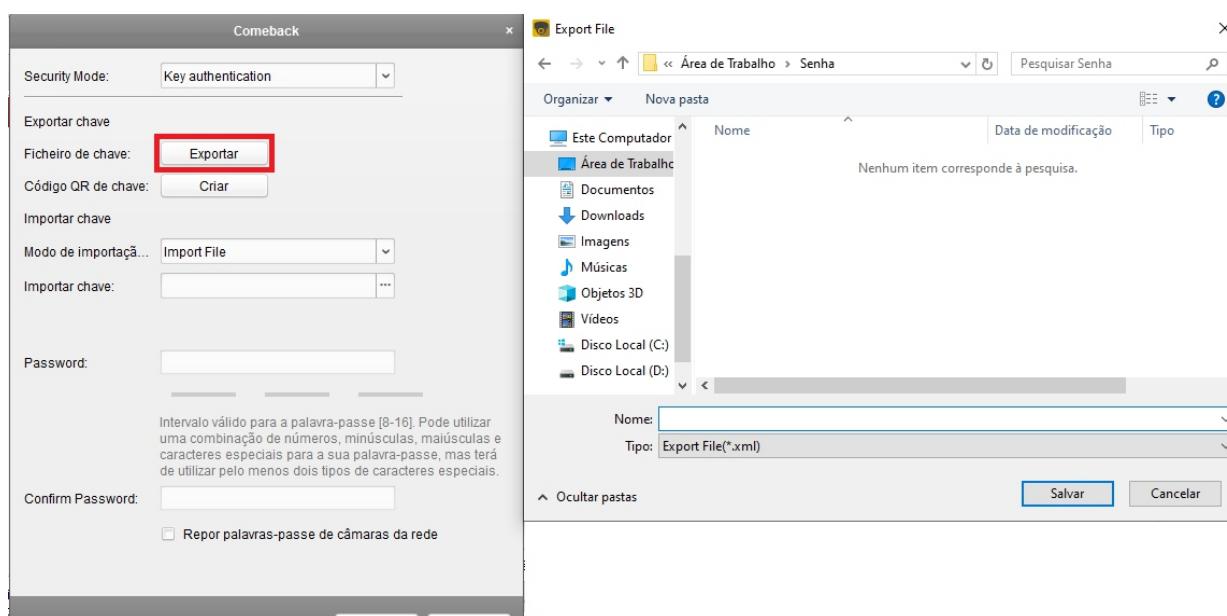 Comeback
Security Mode:
Key authentication
Exportar chave
Ficheiro de chave:
Exportar
Código QR de chave:
Criar
Importar chave
Modo de importaçã...
Import File
Importar chave:
...
Password:
Intervalo válido para a palavra-passe [8-16]. Pode utilizar
uma combinação de números, minúsculas, maiúsculas e
caracteres especiais para a sua palavra-passe, mas terá
de utilizar pelo menos dois tipos de caracteres especiais.
Confirm Password:
Repor palavras-passe de câmaras da rede
Export File
« Área de Trabalho › Senha
Pesquisar Senha
Organizar
Nova pasta
Este Computador
Área de Trabalho
Documentos
Downloads
Imagens
Músicas
Objetos 3D
Vídeos
Disco Local (C:)
Disco Local (D:)
Nome
Data de modificação
Tipo
Nenhum item corresponde à pesquisa.
Nome:
Tipo: Export File(*.xml)
Ocultar pastas
Salvar
Cancelar